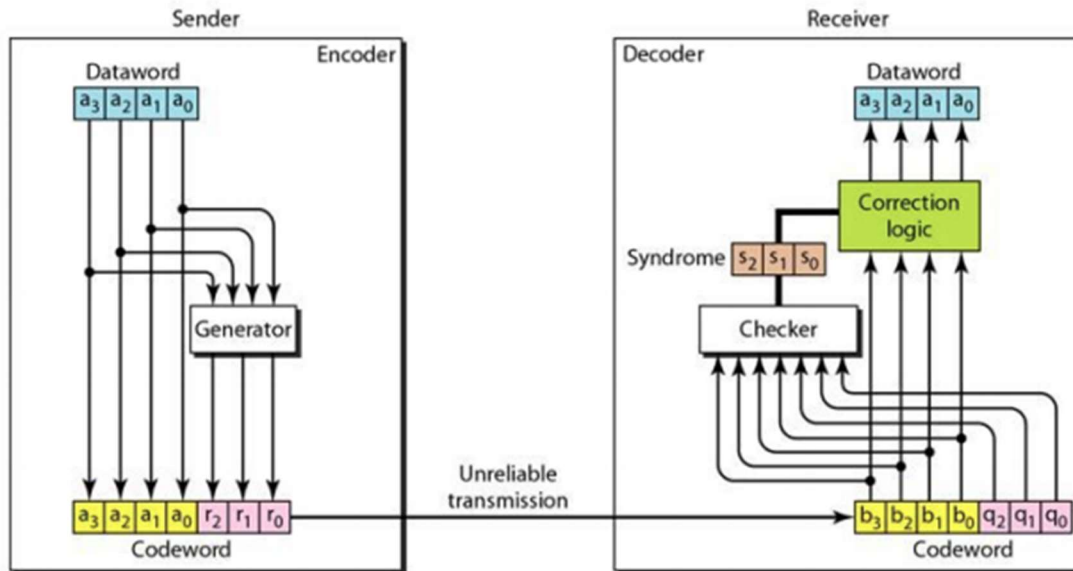 Sender
Receiver
Encoder
Decoder
Dataword
a3 a2 a1 a0
Dataword
a3 a2 a1 a0
Correction
logic
Syndrome
s2 s1 s0
Generator
Checker
Unreliable
transmission
a3 a2 a1 a0 r2 r1 r0
Codeword
b3 b2 b1 b0 q2 q1 q0
Codeword